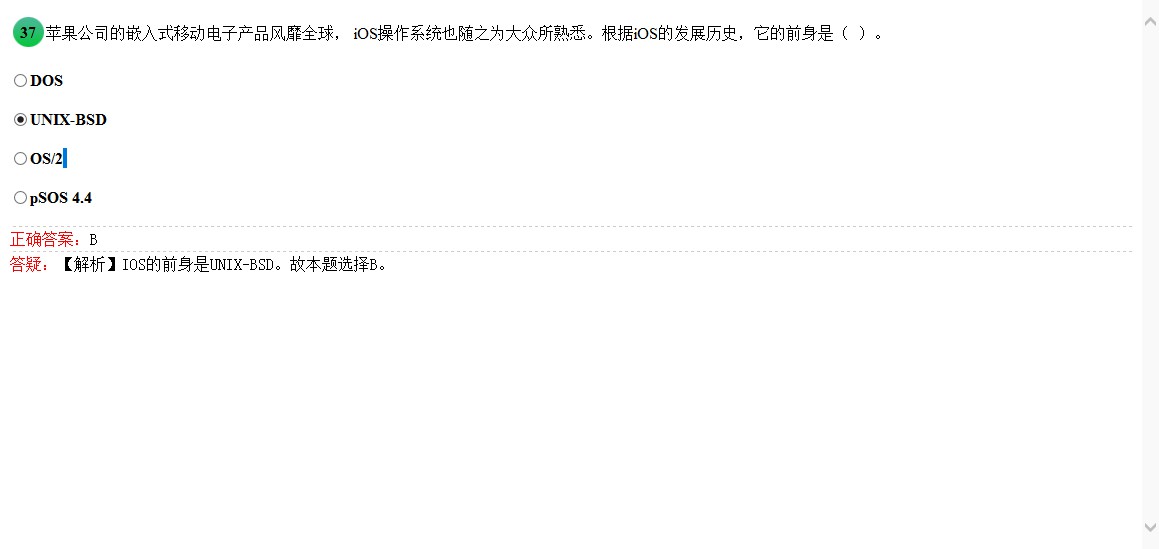 37 苹果公司的嵌入式移动电子产品风靡全球， iOS操作系统也随之为大众所熟悉。根据iOS的发展历史，它的前身是（ ）。
DOS
UNIX-BSD
OS/2
pSOS 4.4
正确答案：B
答疑：【解析】IOS的前身是UNIX-BSD。故本题选择B。